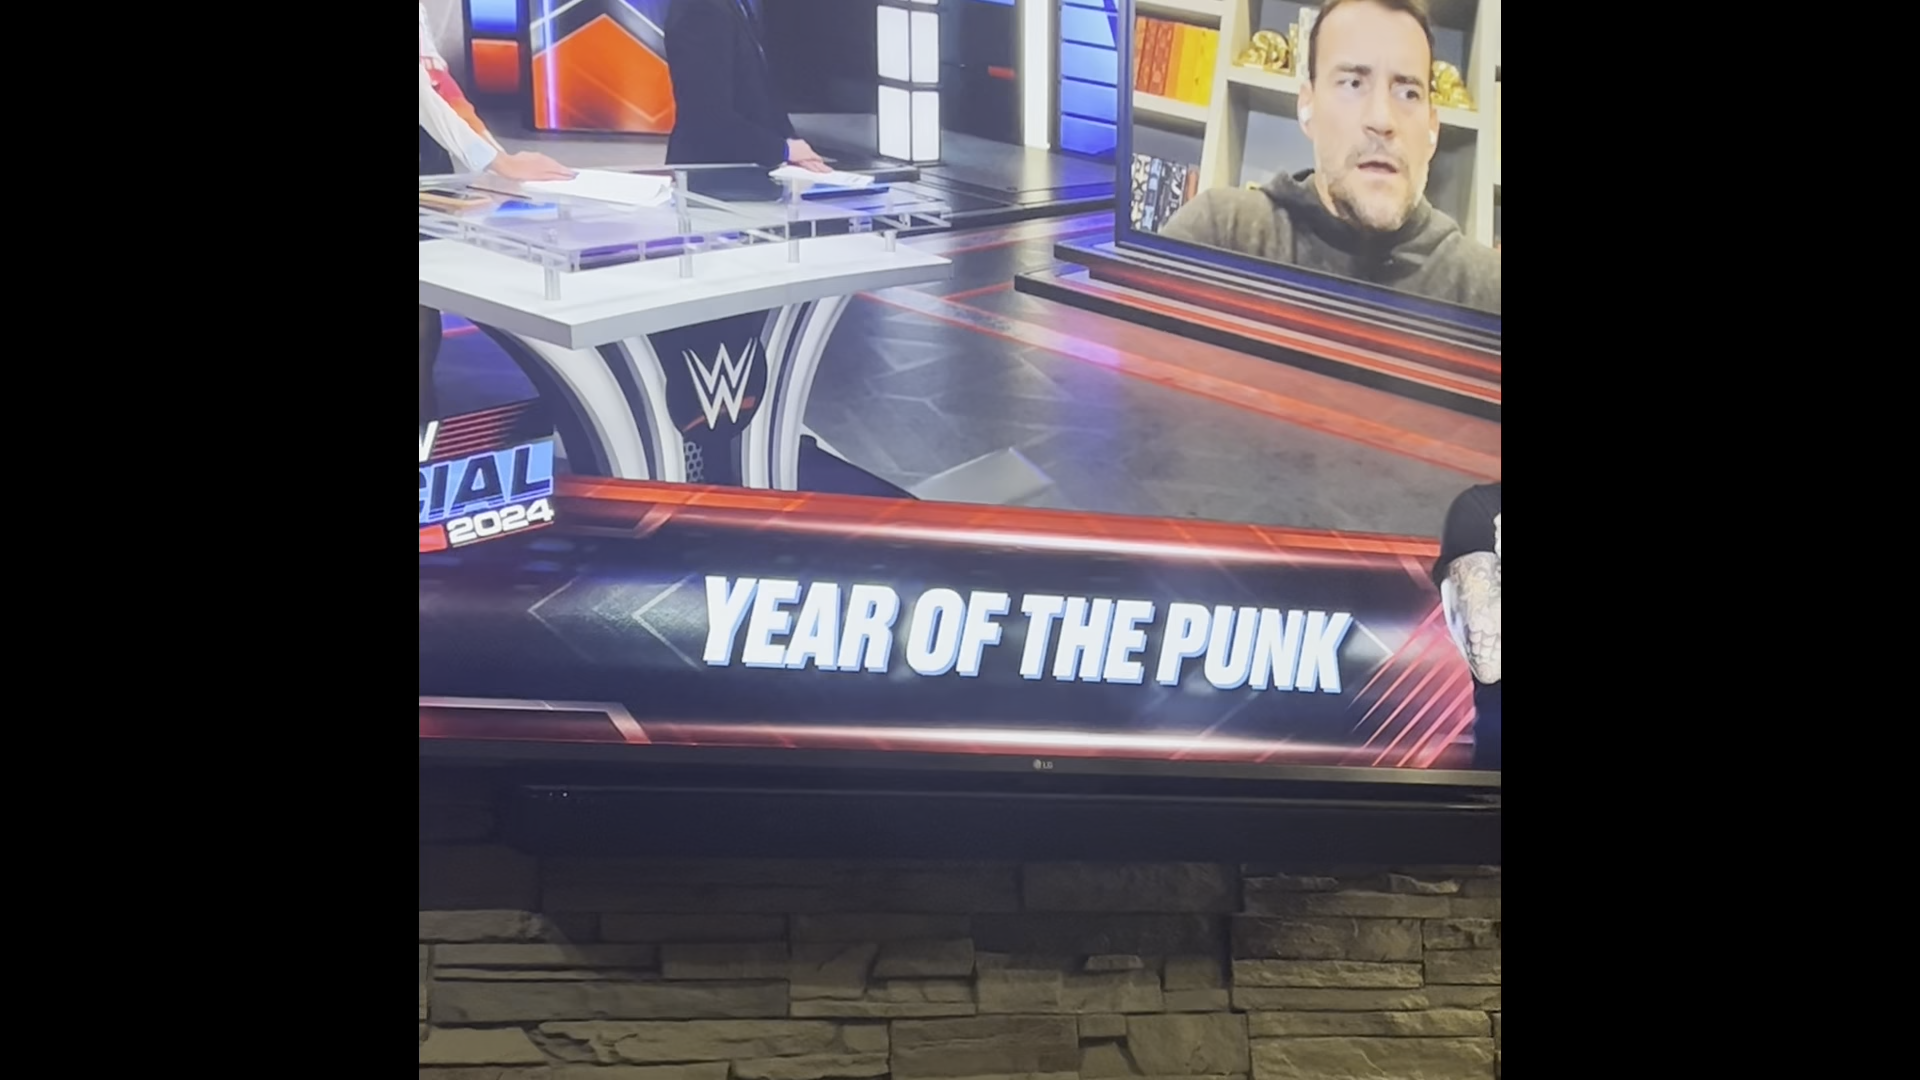 W
CIAL
2024
YEAR OF THE PUNK
LG